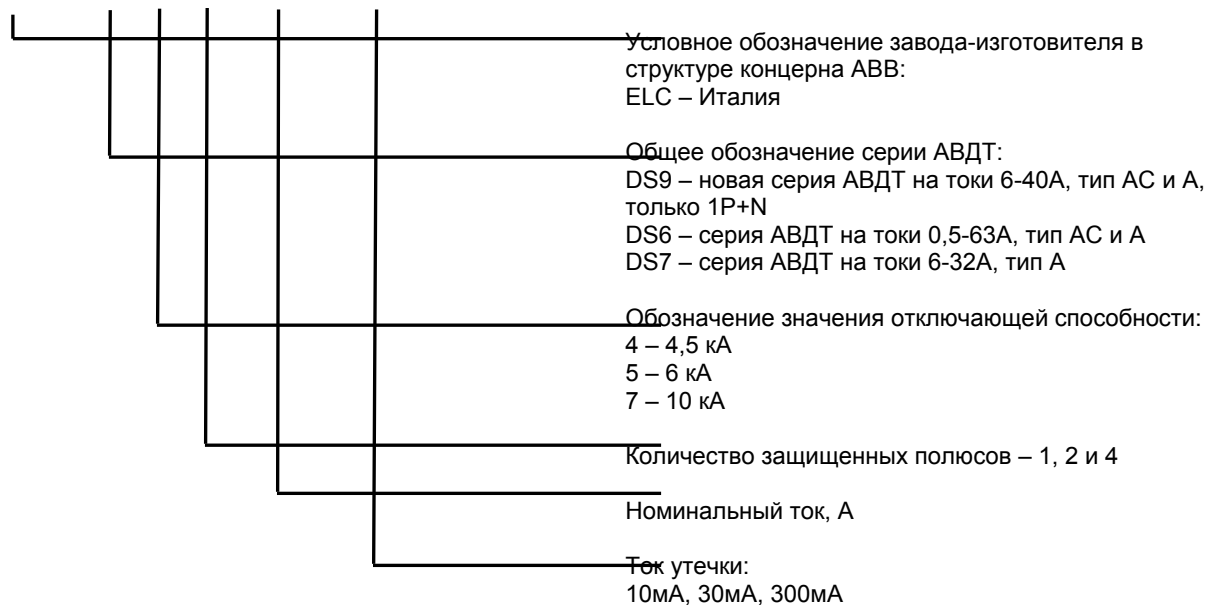 Условное обозначение завода-изготовителя в
структуре концерна АВВ:
ELC – Италия
Общее обозначение серии АВДТ:
DS9 – новая серия АВДТ на токи 6-40А, тип АС и А,
только 1P+N
DS6 – серия АВДТ на токи 0,5-63А, тип АС и А
DS7 – серия АВДТ на токи 6-32А, тип А
Обозначение значения отключающей способности:
4 – 4,5 кА
5 – 6 кА
7 – 10 кА
Количество защищенных полюсов – 1, 2 и 4
Номинальный ток, А
Ток утечки:
10мА, 30мА, 300мА